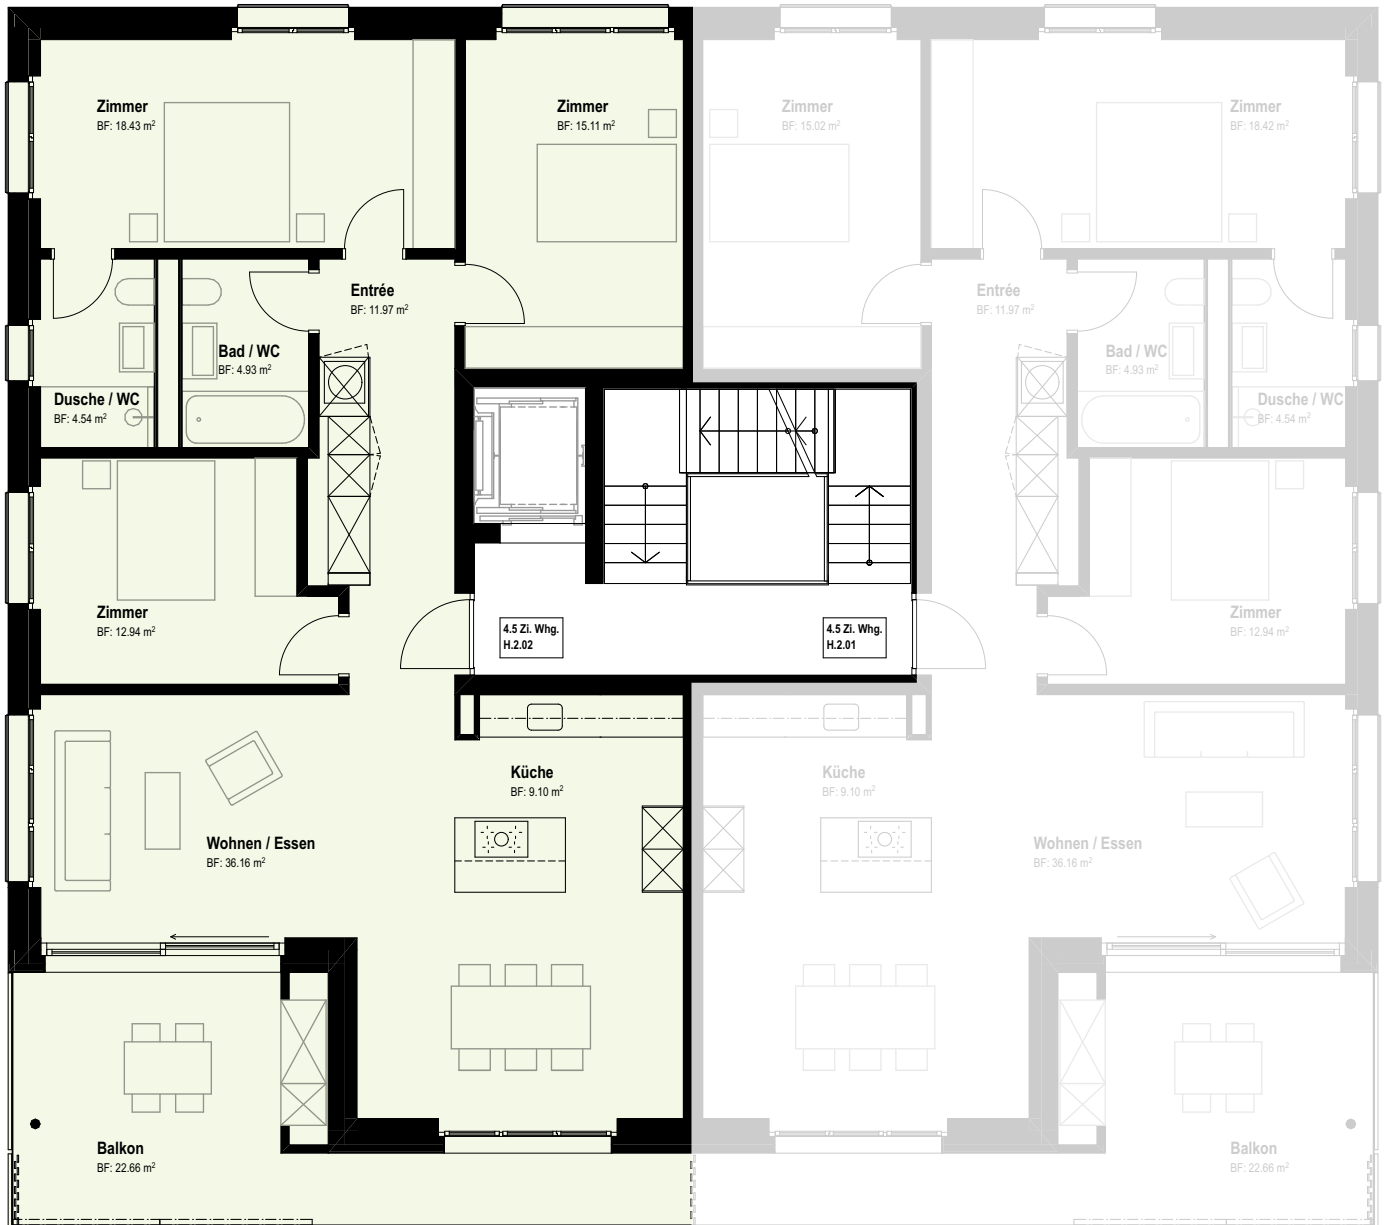 Zimmer
BF: 18.43 m²
Zimmer
BF: 15.11 m²
Zimmer
BF: 15.02 m²
Zimmer
BF: 18.42 m²
Entrée
BF: 11.97 m²
Entrée
BF: 11.97 m²
Bad / WC
BF: 4.93 m²
Bad / WC
BF: 4.93 m²
Dusche / WC
BF: 4.54 m²
Dusche / WC
BF: 4.54 m²
Zimmer
BF: 12.94 m²
4.5 Zi. Whg.
H.2.02
4.5 Zi. Whg.
H.2.01
Zimmer
BF: 12.94 m²
Küche
BF: 9.10 m²
Küche
BF: 9.10 m²
Wohnen / Essen
BF: 36.16 m²
Wohnen / Essen
BF: 36.16 m²
Balkon
BF: 22.66 m²
Balkon
BF: 22.66 m²